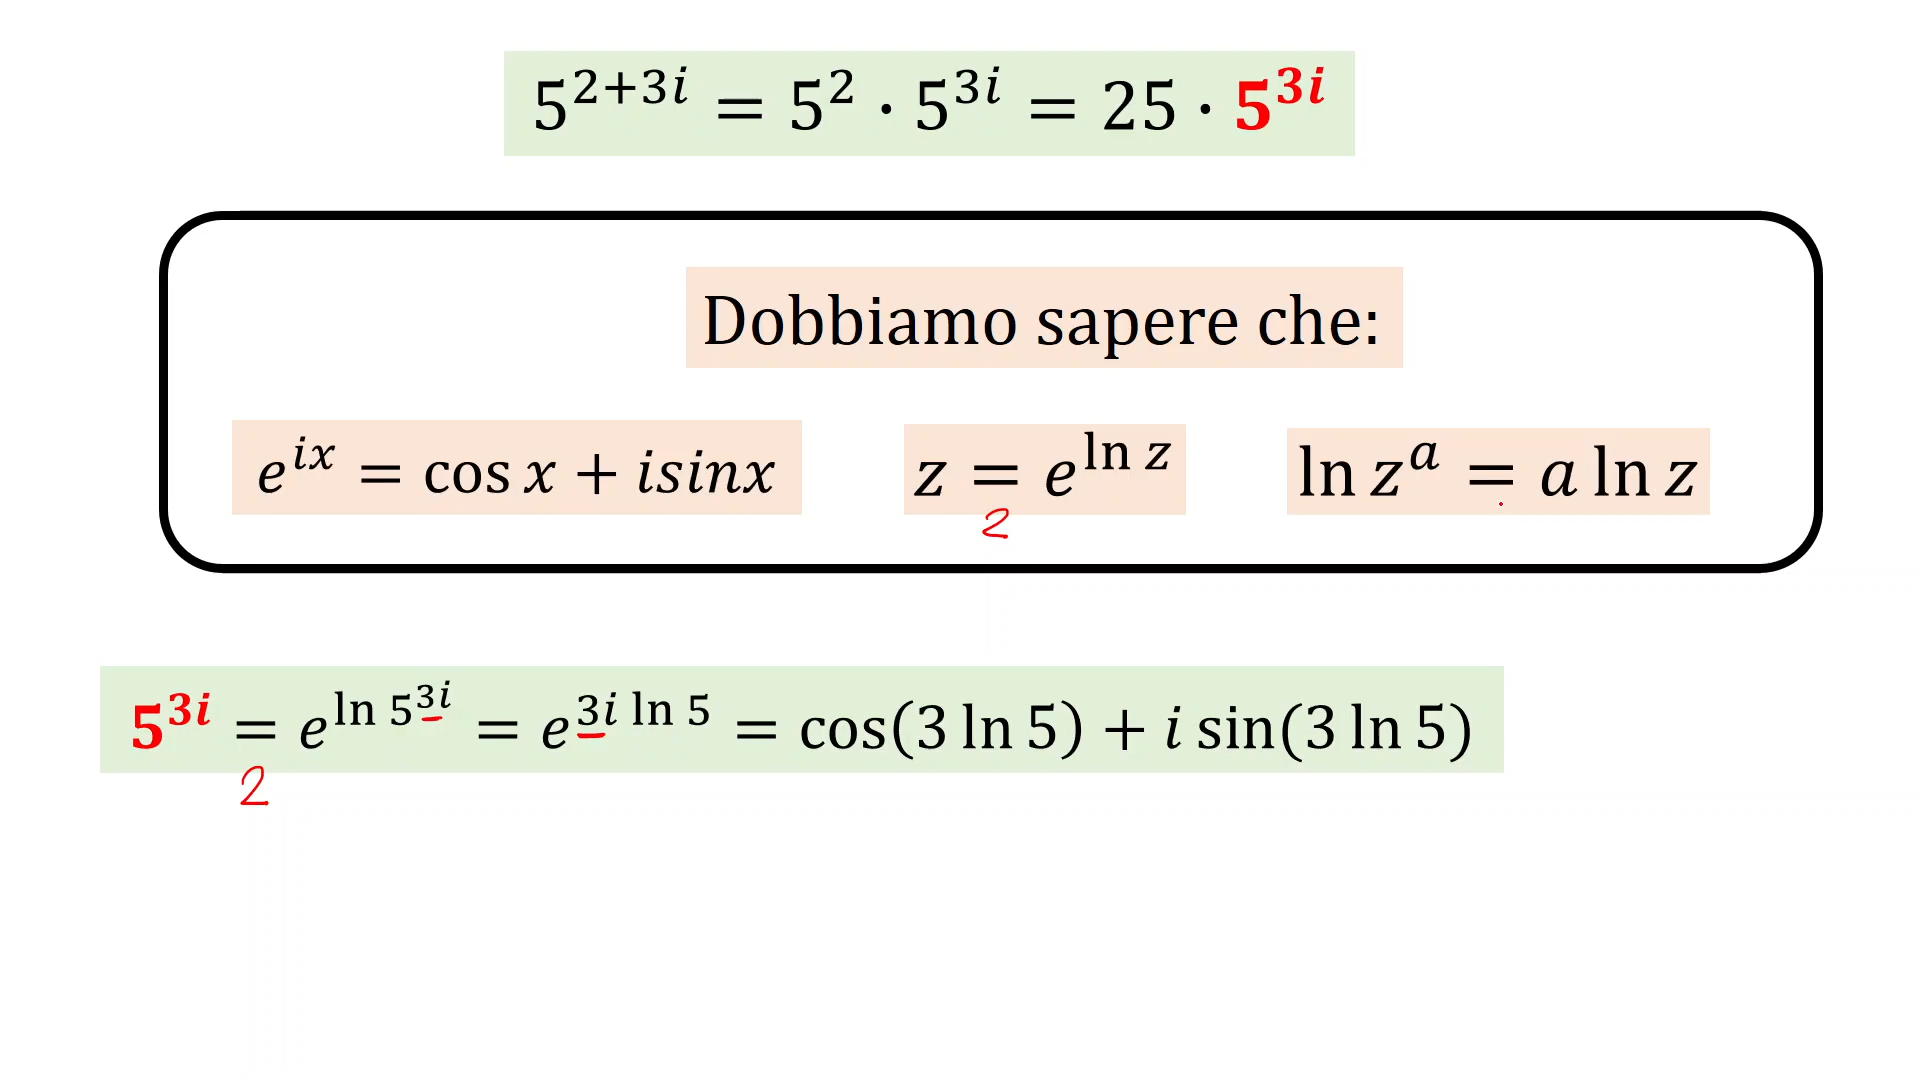 5^{2+3i} = 5^2 · 5^{3i} = 25 · 5^{3i}
Dobbiamo sapere che:
e^{ix} = cos x + isinx    z = e^{ln z}    ln z^a = a ln z
2
5^{3i} = e^{ln 5^{3i}} = e^{3i ln 5} = cos(3 ln 5) + i sin(3 ln 5)
2